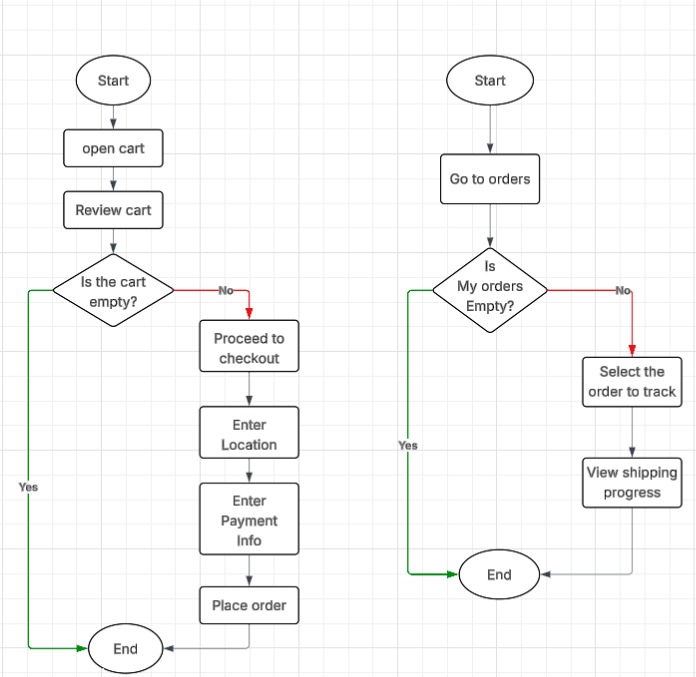 Start
open cart
Review cart
Is the cart
empty?
No
Proceed to
checkout
Enter
Location
Enter
Payment
Info
Place order
Yes
End
Start
Go to orders
Is
My orders
Empty?
No
Select the
order to track
View shipping
progress
Yes
End